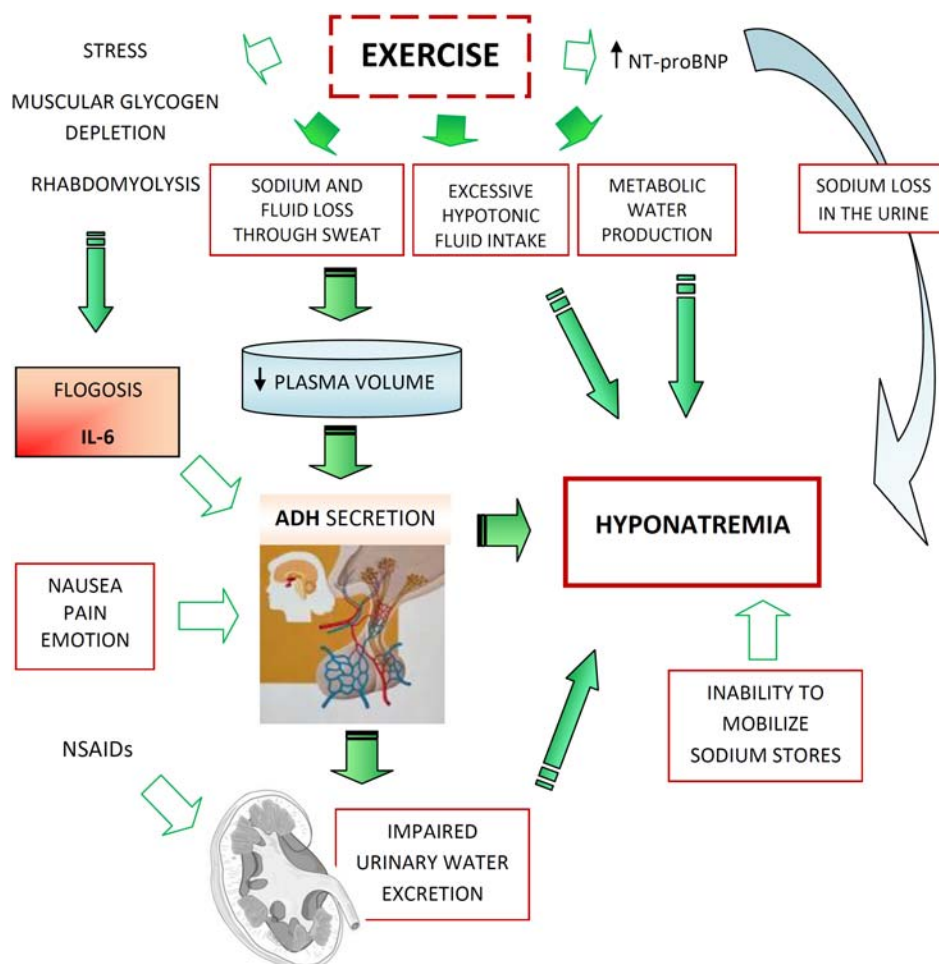 EXERCISE
STRESS
↑ NT-proBNP
MUSCULAR GLYCOGEN
DEPLETION
RHABDOMYOLYSIS
SODIUM AND
FLUID LOSS
THROUGH SWEAT
EXCESSIVE
HYPOTONIC
FLUID INTAKE
METABOLIC
WATER
PRODUCTION
SODIUM LOSS
IN THE URINE
FLOGOSIS
IL-6
↓ PLASMA VOLUME
ADH SECRETION
HYPONATREMIA
NAUSEA
PAIN
EMOTION
INABILITY TO
MOBILIZE
SODIUM STORES
NSAIDs
IMPAIRED
URINARY WATER
EXCRETION